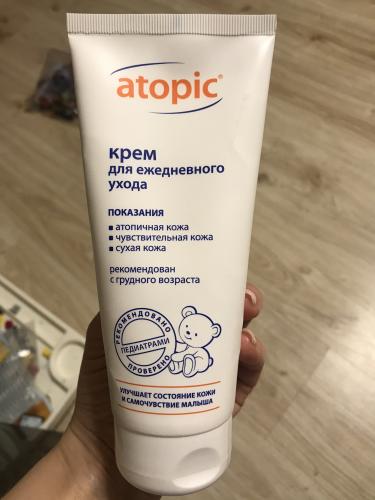 atopic®
крем
для ежедневного
ухода
ПОКАЗАНИЯ
▪ атопичная кожа
▪ чувствительная кожа
▪ сухая кожа
рекомендован
с грудного возраста
РЕКОМЕНДОВАНО
ПЕДИАТРАМИ
ПРОВЕРЕНО
УЛУЧШАЕТ СОСТОЯНИЕ КОЖИ
И САМОЧУВСТВИЕ МАЛЫША